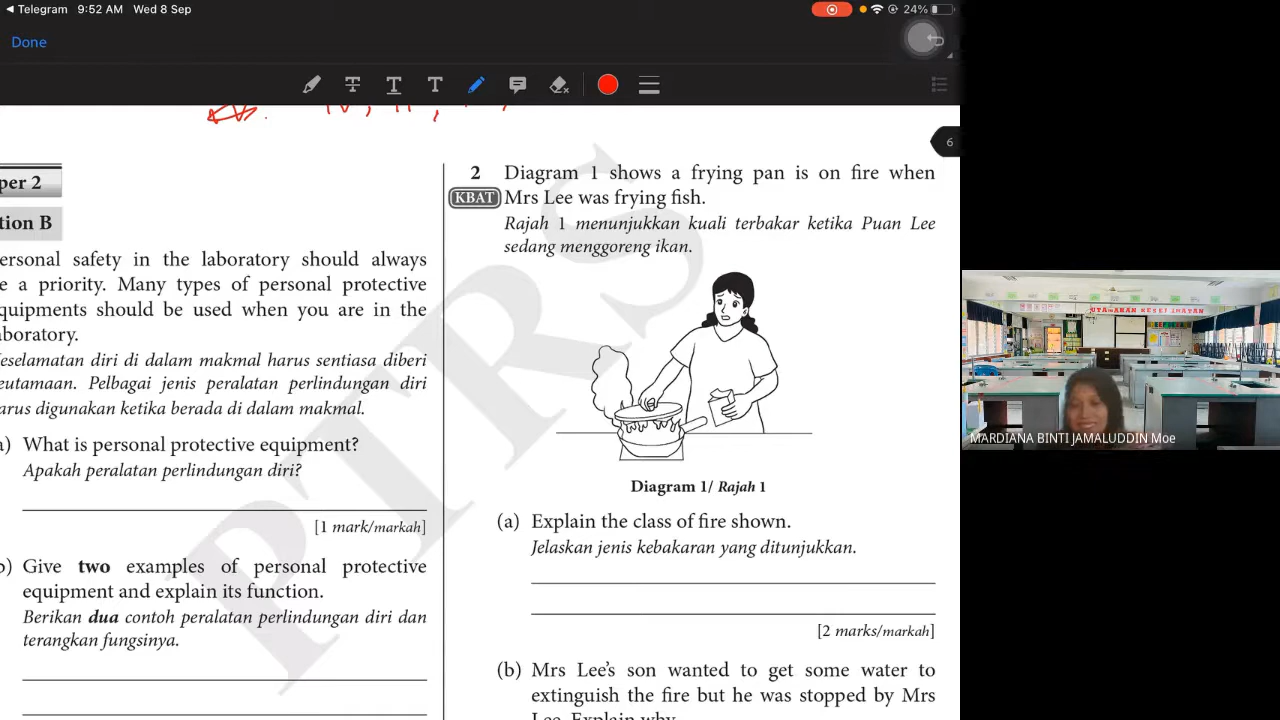 Telegram 9:52 AM Wed 8 Sep
24%
Done
6
per 2
tion B
ersonal safety in the laboratory should always
e a priority. Many types of personal protective
quipments should be used when you are in the
aboratory.
eselamatan diri di dalam makmal harus sentiasa diberi
eutamaan. Pelbagai jenis peralatan perlindungan diri
arus digunakan ketika berada di dalam makmal.
a) What is personal protective equipment?
Apakah peralatan perlindungan diri?
[1 mark/markah]
b) Give two examples of personal protective
equipment and explain its function.
Berikan dua contoh peralatan perlindungan diri dan
terangkan fungsinya.
2 Diagram 1 shows a frying pan is on fire when
KBAT Mrs Lee was frying fish.
Rajah 1 menunjukkan kuali terbakar ketika Puan Lee
sedang menggoreng ikan.
Diagram 1/ Rajah 1
(a) Explain the class of fire shown.
Jelaskan jenis kebakaran yang ditunjukkan.
[2 marks/markah]
(b) Mrs Lee's son wanted to get some water to
extinguish the fire but he was stopped by Mrs
Lee. Explain why.
PTRS
MARDIANA BINTI JAMALUDDIN Moe